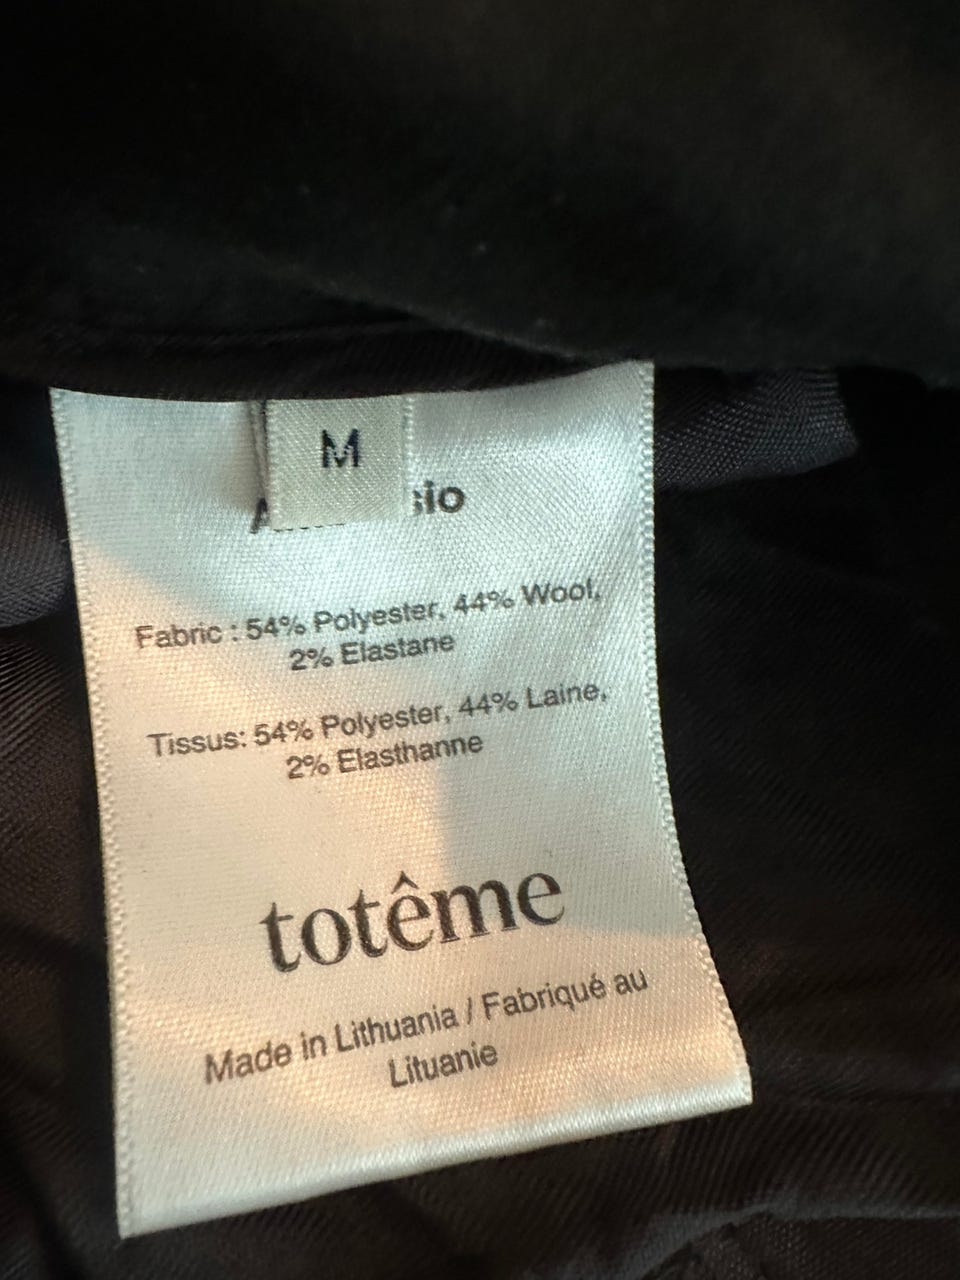 M
Fabric : 54% Polyester, 44% Wool,
2% Elastane
Tissus: 54% Polyester, 44% Laine,
2% Elasthanne
totême
Made in Lithuania / Fabriqué au
Lituanie